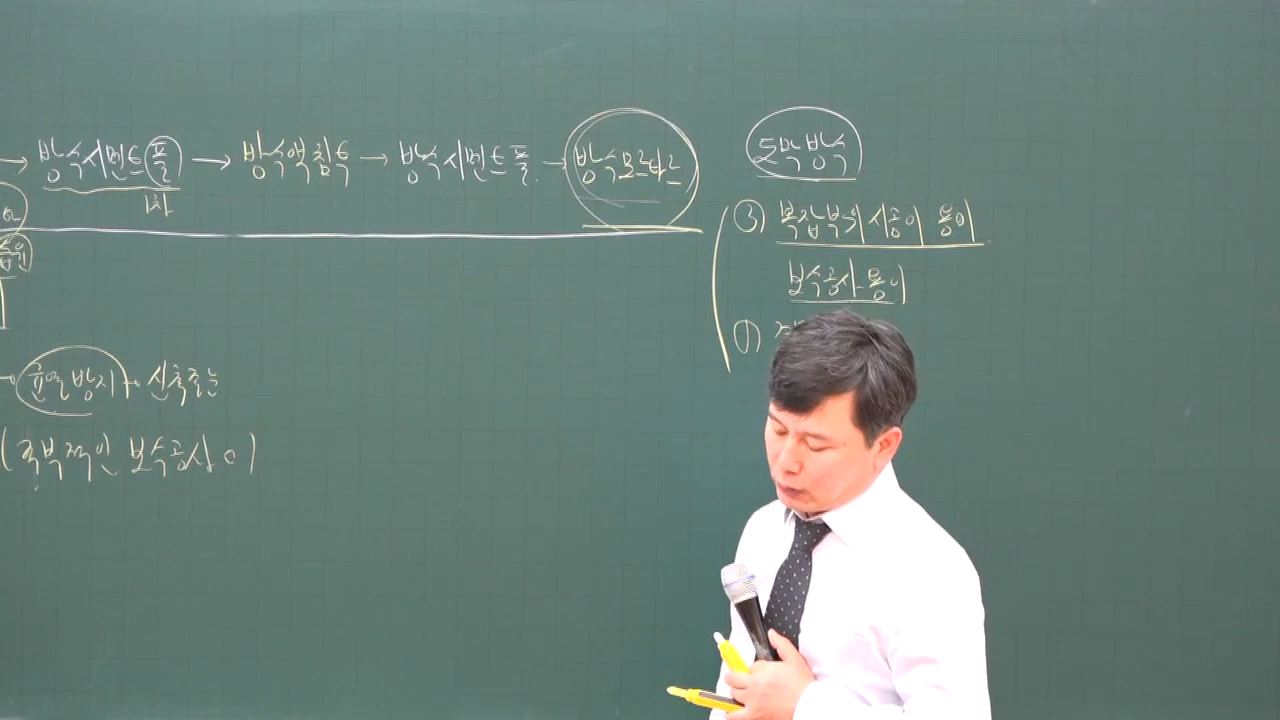 → 방수시멘트풀 → 방수액침투 → 방수시멘트풀 → 방수모르타르
1차
도막방수
③ 복잡부위 시공이 용이
보수공사 용이
①
균열방지 신축줄눈
(국부적인 보수공사 O)